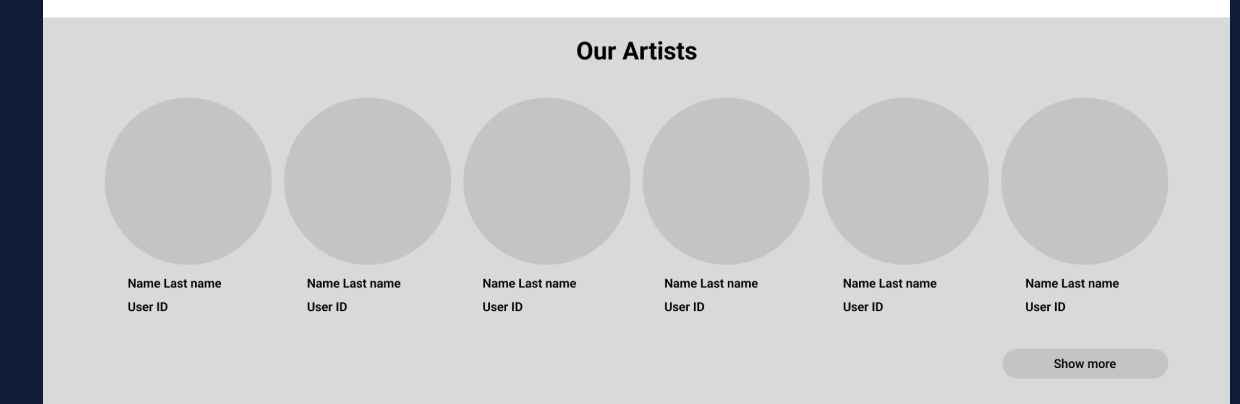 Our Artists
Name Last name Name Last name Name Last name Name Last name Name Last name Name Last name
User ID User ID User ID User ID User ID User ID
Show more